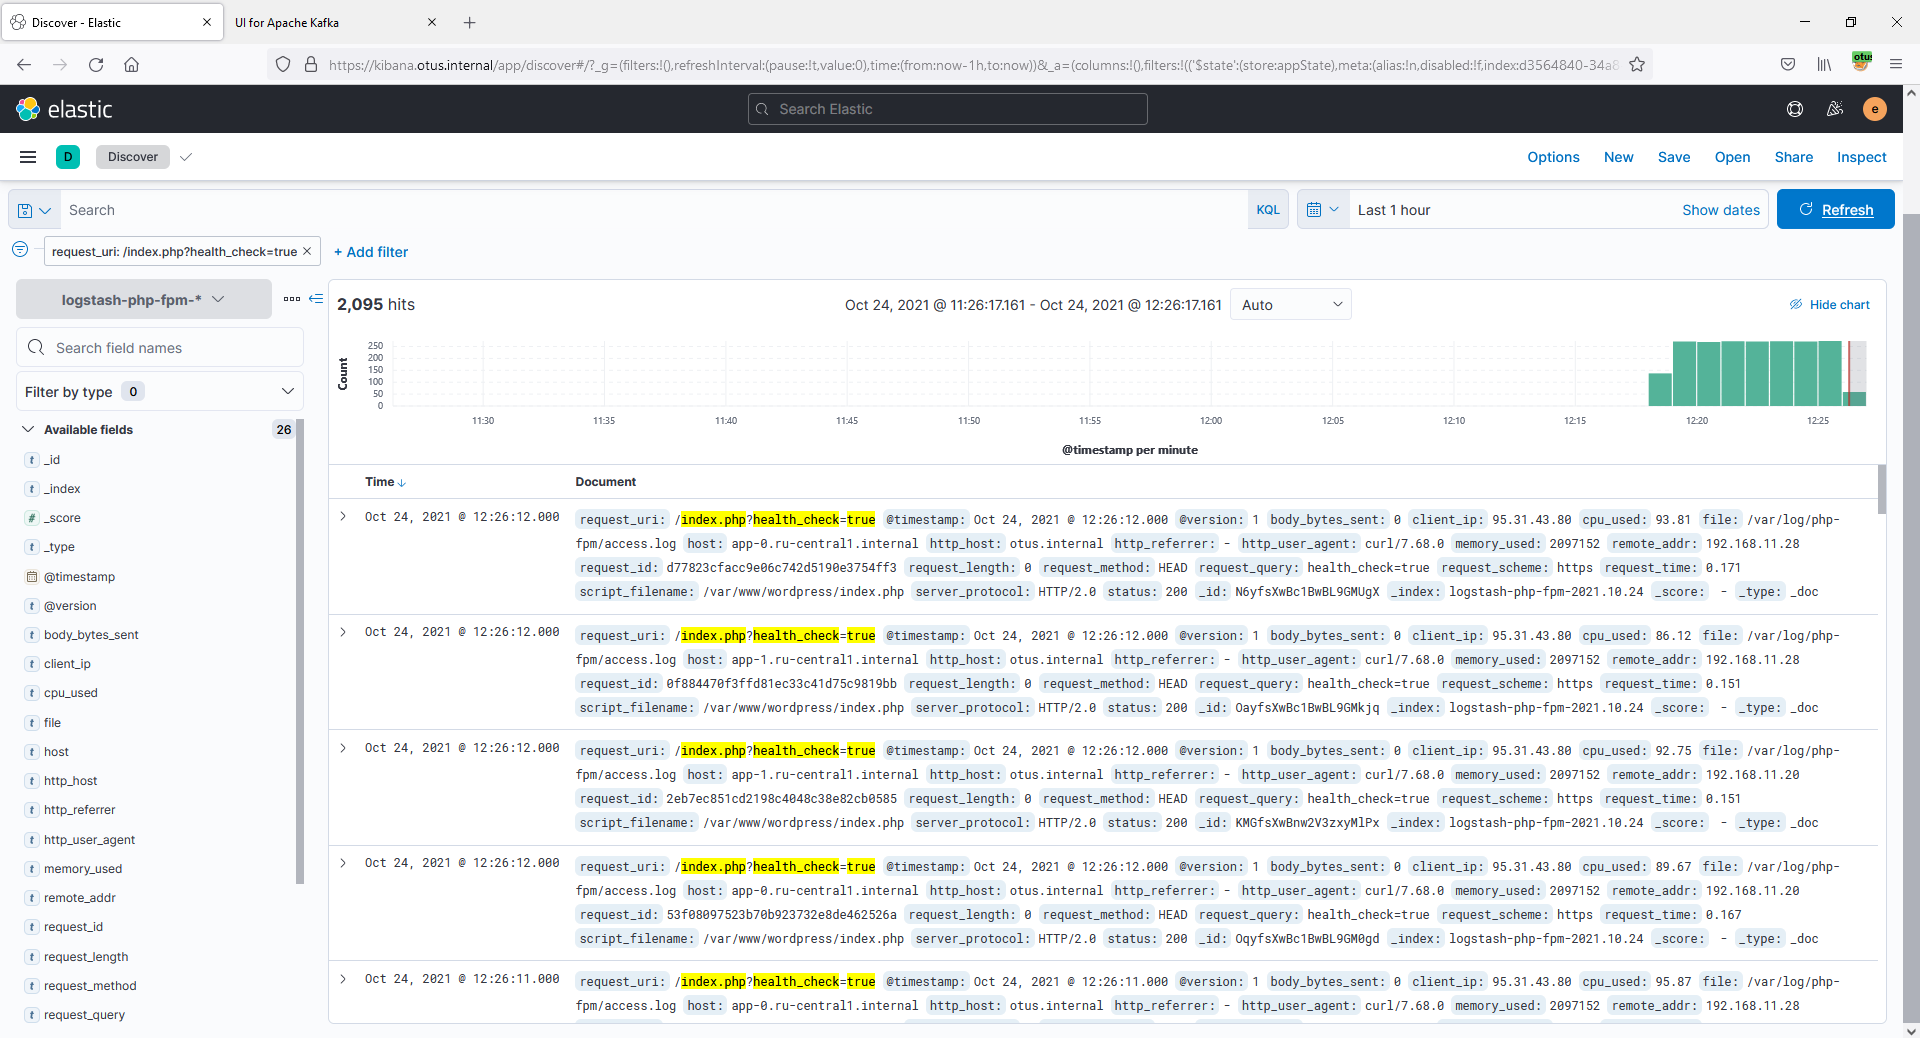 Discover - Elastic
UI for Apache Kafka
https://kibana.otus.internal/app/discover#/?_g=(filters:!(),refreshInterval:(pause:!t,value:0),time:(from:now-1h,to:now))&_a=(columns:!(),filters:!(('$state':(store:appState),meta:(alias:!n,disabled:!f,index:d3564840-34a8
otus
elastic
Search Elastic
e
D
Discover
Options New Save Open Share Inspect
Search
KQL
Last 1 hour
Show dates
Refresh
request_uri: /index.php?health_check=true ×
+ Add filter
logstash-php-fpm-*
2,095 hits
Oct 24, 2021 @ 11:26:17.161 - Oct 24, 2021 @ 12:26:17.161
Auto
Hide chart
Search field names
Filter by type 0
Available fields 26
t _id
t _index
# _score
t _type
@timestamp
t @version
t body_bytes_sent
t client_ip
t cpu_used
t file
t host
t http_host
t http_referrer
t http_user_agent
t memory_used
t remote_addr
t request_id
t request_length
t request_method
t request_query
Count
250
200
150
100
50
0
11:30 11:35 11:40 11:45 11:50 11:55 12:00 12:05 12:10 12:15 12:20 12:25
@timestamp per minute
Time Document
Oct 24, 2021 @ 12:26:12.000
request_uri: /index.php?health_check=true @timestamp: Oct 24, 2021 @ 12:26:12.000 @version: 1 body_bytes_sent: 0 client_ip: 95.31.43.80 cpu_used: 93.81 file: /var/log/php-
fpm/access.log host: app-0.ru-central1.internal http_host: otus.internal http_referrer: - http_user_agent: curl/7.68.0 memory_used: 2097152 remote_addr: 192.168.11.28
request_id: d77823cfacc9e06c742d5190e3754ff3 request_length: 0 request_method: HEAD request_query: health_check=true request_scheme: https request_time: 0.171
script_filename: /var/www/wordpress/index.php server_protocol: HTTP/2.0 status: 200 _id: N6yfsXwBc1BwBL9GMUgX _index: logstash-php-fpm-2021.10.24 _score: - _type: _doc
Oct 24, 2021 @ 12:26:12.000
request_uri: /index.php?health_check=true @timestamp: Oct 24, 2021 @ 12:26:12.000 @version: 1 body_bytes_sent: 0 client_ip: 95.31.43.80 cpu_used: 86.12 file: /var/log/php-
fpm/access.log host: app-1.ru-central1.internal http_host: otus.internal http_referrer: - http_user_agent: curl/7.68.0 memory_used: 2097152 remote_addr: 192.168.11.28
request_id: 0f884470f3ffd81ec33c41d75c9819bb request_length: 0 request_method: HEAD request_query: health_check=true request_scheme: https request_time: 0.151
script_filename: /var/www/wordpress/index.php server_protocol: HTTP/2.0 status: 200 _id: OayfsXwBc1BwBL9GMkjq _index: logstash-php-fpm-2021.10.24 _score: - _type: _doc
Oct 24, 2021 @ 12:26:12.000
request_uri: /index.php?health_check=true @timestamp: Oct 24, 2021 @ 12:26:12.000 @version: 1 body_bytes_sent: 0 client_ip: 95.31.43.80 cpu_used: 92.75 file: /var/log/php-
fpm/access.log host: app-1.ru-central1.internal http_host: otus.internal http_referrer: - http_user_agent: curl/7.68.0 memory_used: 2097152 remote_addr: 192.168.11.20
request_id: 2eb7ec851cd2198c4048c38e82cb0585 request_length: 0 request_method: HEAD request_query: health_check=true request_scheme: https request_time: 0.151
script_filename: /var/www/wordpress/index.php server_protocol: HTTP/2.0 status: 200 _id: KMGfsXwBnw2V3zxyMlPx _index: logstash-php-fpm-2021.10.24 _score: - _type: _doc
Oct 24, 2021 @ 12:26:12.000
request_uri: /index.php?health_check=true @timestamp: Oct 24, 2021 @ 12:26:12.000 @version: 1 body_bytes_sent: 0 client_ip: 95.31.43.80 cpu_used: 89.67 file: /var/log/php-
fpm/access.log host: app-0.ru-central1.internal http_host: otus.internal http_referrer: - http_user_agent: curl/7.68.0 memory_used: 2097152 remote_addr: 192.168.11.20
request_id: 53f08097523b70b923732e8de462526a request_length: 0 request_method: HEAD request_query: health_check=true request_scheme: https request_time: 0.167
script_filename: /var/www/wordpress/index.php server_protocol: HTTP/2.0 status: 200 _id: OqyfsXwBc1BwBL9GM0gd _index: logstash-php-fpm-2021.10.24 _score: - _type: _doc
Oct 24, 2021 @ 12:26:11.000
request_uri: /index.php?health_check=true @timestamp: Oct 24, 2021 @ 12:26:11.000 @version: 1 body_bytes_sent: 0 client_ip: 95.31.43.80 cpu_used: 95.87 file: /var/log/php-
fpm/access.log host: app-0.ru-central1.internal http_host: otus.internal http_referrer: - http_user_agent: curl/7.68.0 memory_used: 2097152 remote_addr: 192.168.11.28